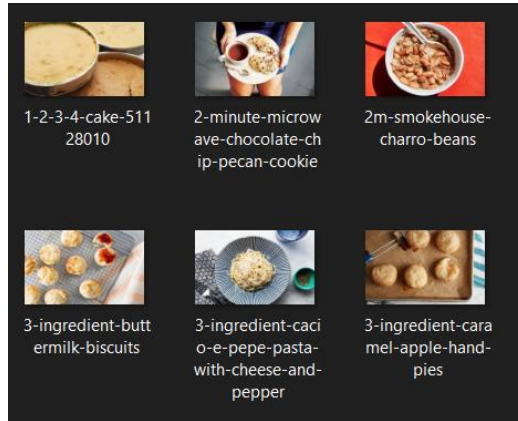 1-2-3-4-cake-511
28010
2-minute-microw
ave-chocolate-ch
ip-pecan-cookie
2m-smokehouse-
charro-beans
3-ingredient-butt
ermilk-biscuits
3-ingredient-caci
o-e-pepe-pasta-
with-cheese-and-
pepper
3-ingredient-cara
mel-apple-hand-
pies